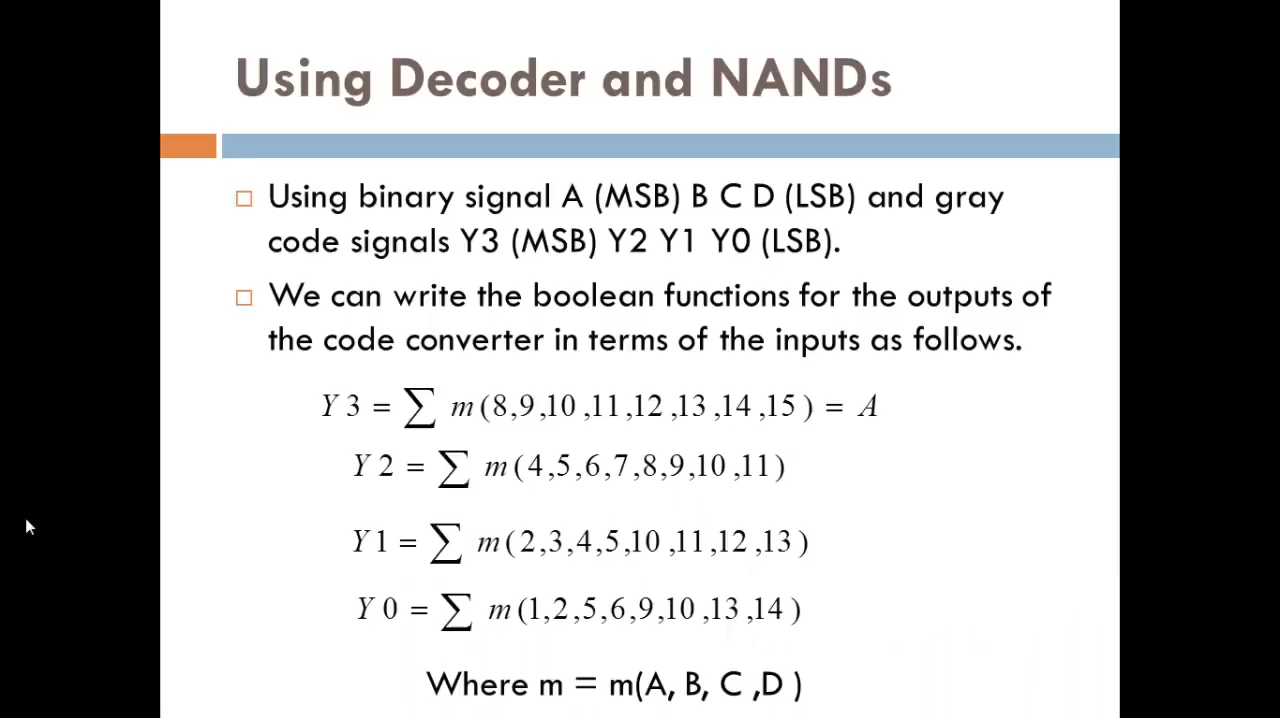 Using Decoder and NANDs
Using binary signal A (MSB) B C D (LSB) and gray
code signals Y3 (MSB) Y2 Y1 Y0 (LSB).
We can write the boolean functions for the outputs of
the code converter in terms of the inputs as follows.
Y 3 = ∑ m (8,9,10 ,11,12 ,13 ,14 ,15 ) = A
Y 2 = ∑ m (4,5,6,7,8,9,10 ,11)
Y 1 = ∑ m (2,3,4,5,10 ,11,12 ,13 )
Y 0 = ∑ m (1,2,5,6,9,10 ,13 ,14 )
Where m = m(A, B, C ,D )